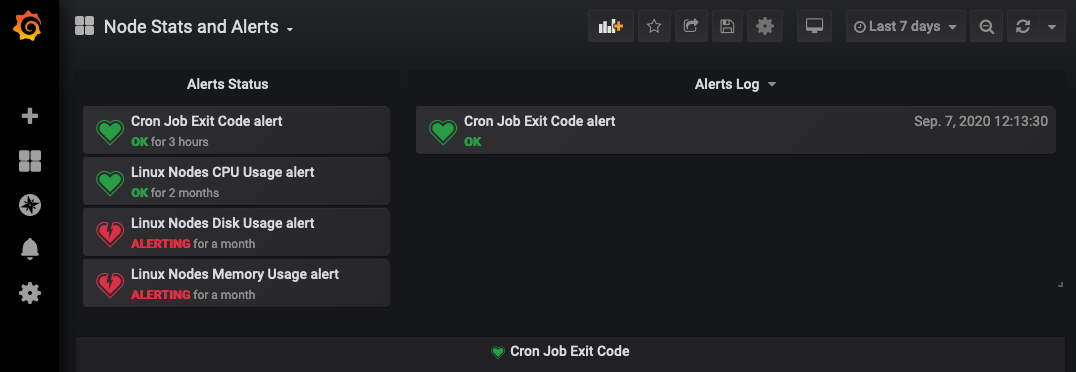 Node Stats and Alerts
Last 7 days
Alerts Status
Cron Job Exit Code alert
OK for 3 hours
Linux Nodes CPU Usage alert
OK for 2 months
Linux Nodes Disk Usage alert
ALERTING for a month
Linux Nodes Memory Usage alert
ALERTING for a month
Alerts Log
Cron Job Exit Code alert
OK
Sep. 7, 2020 12:13:30
Cron Job Exit Code